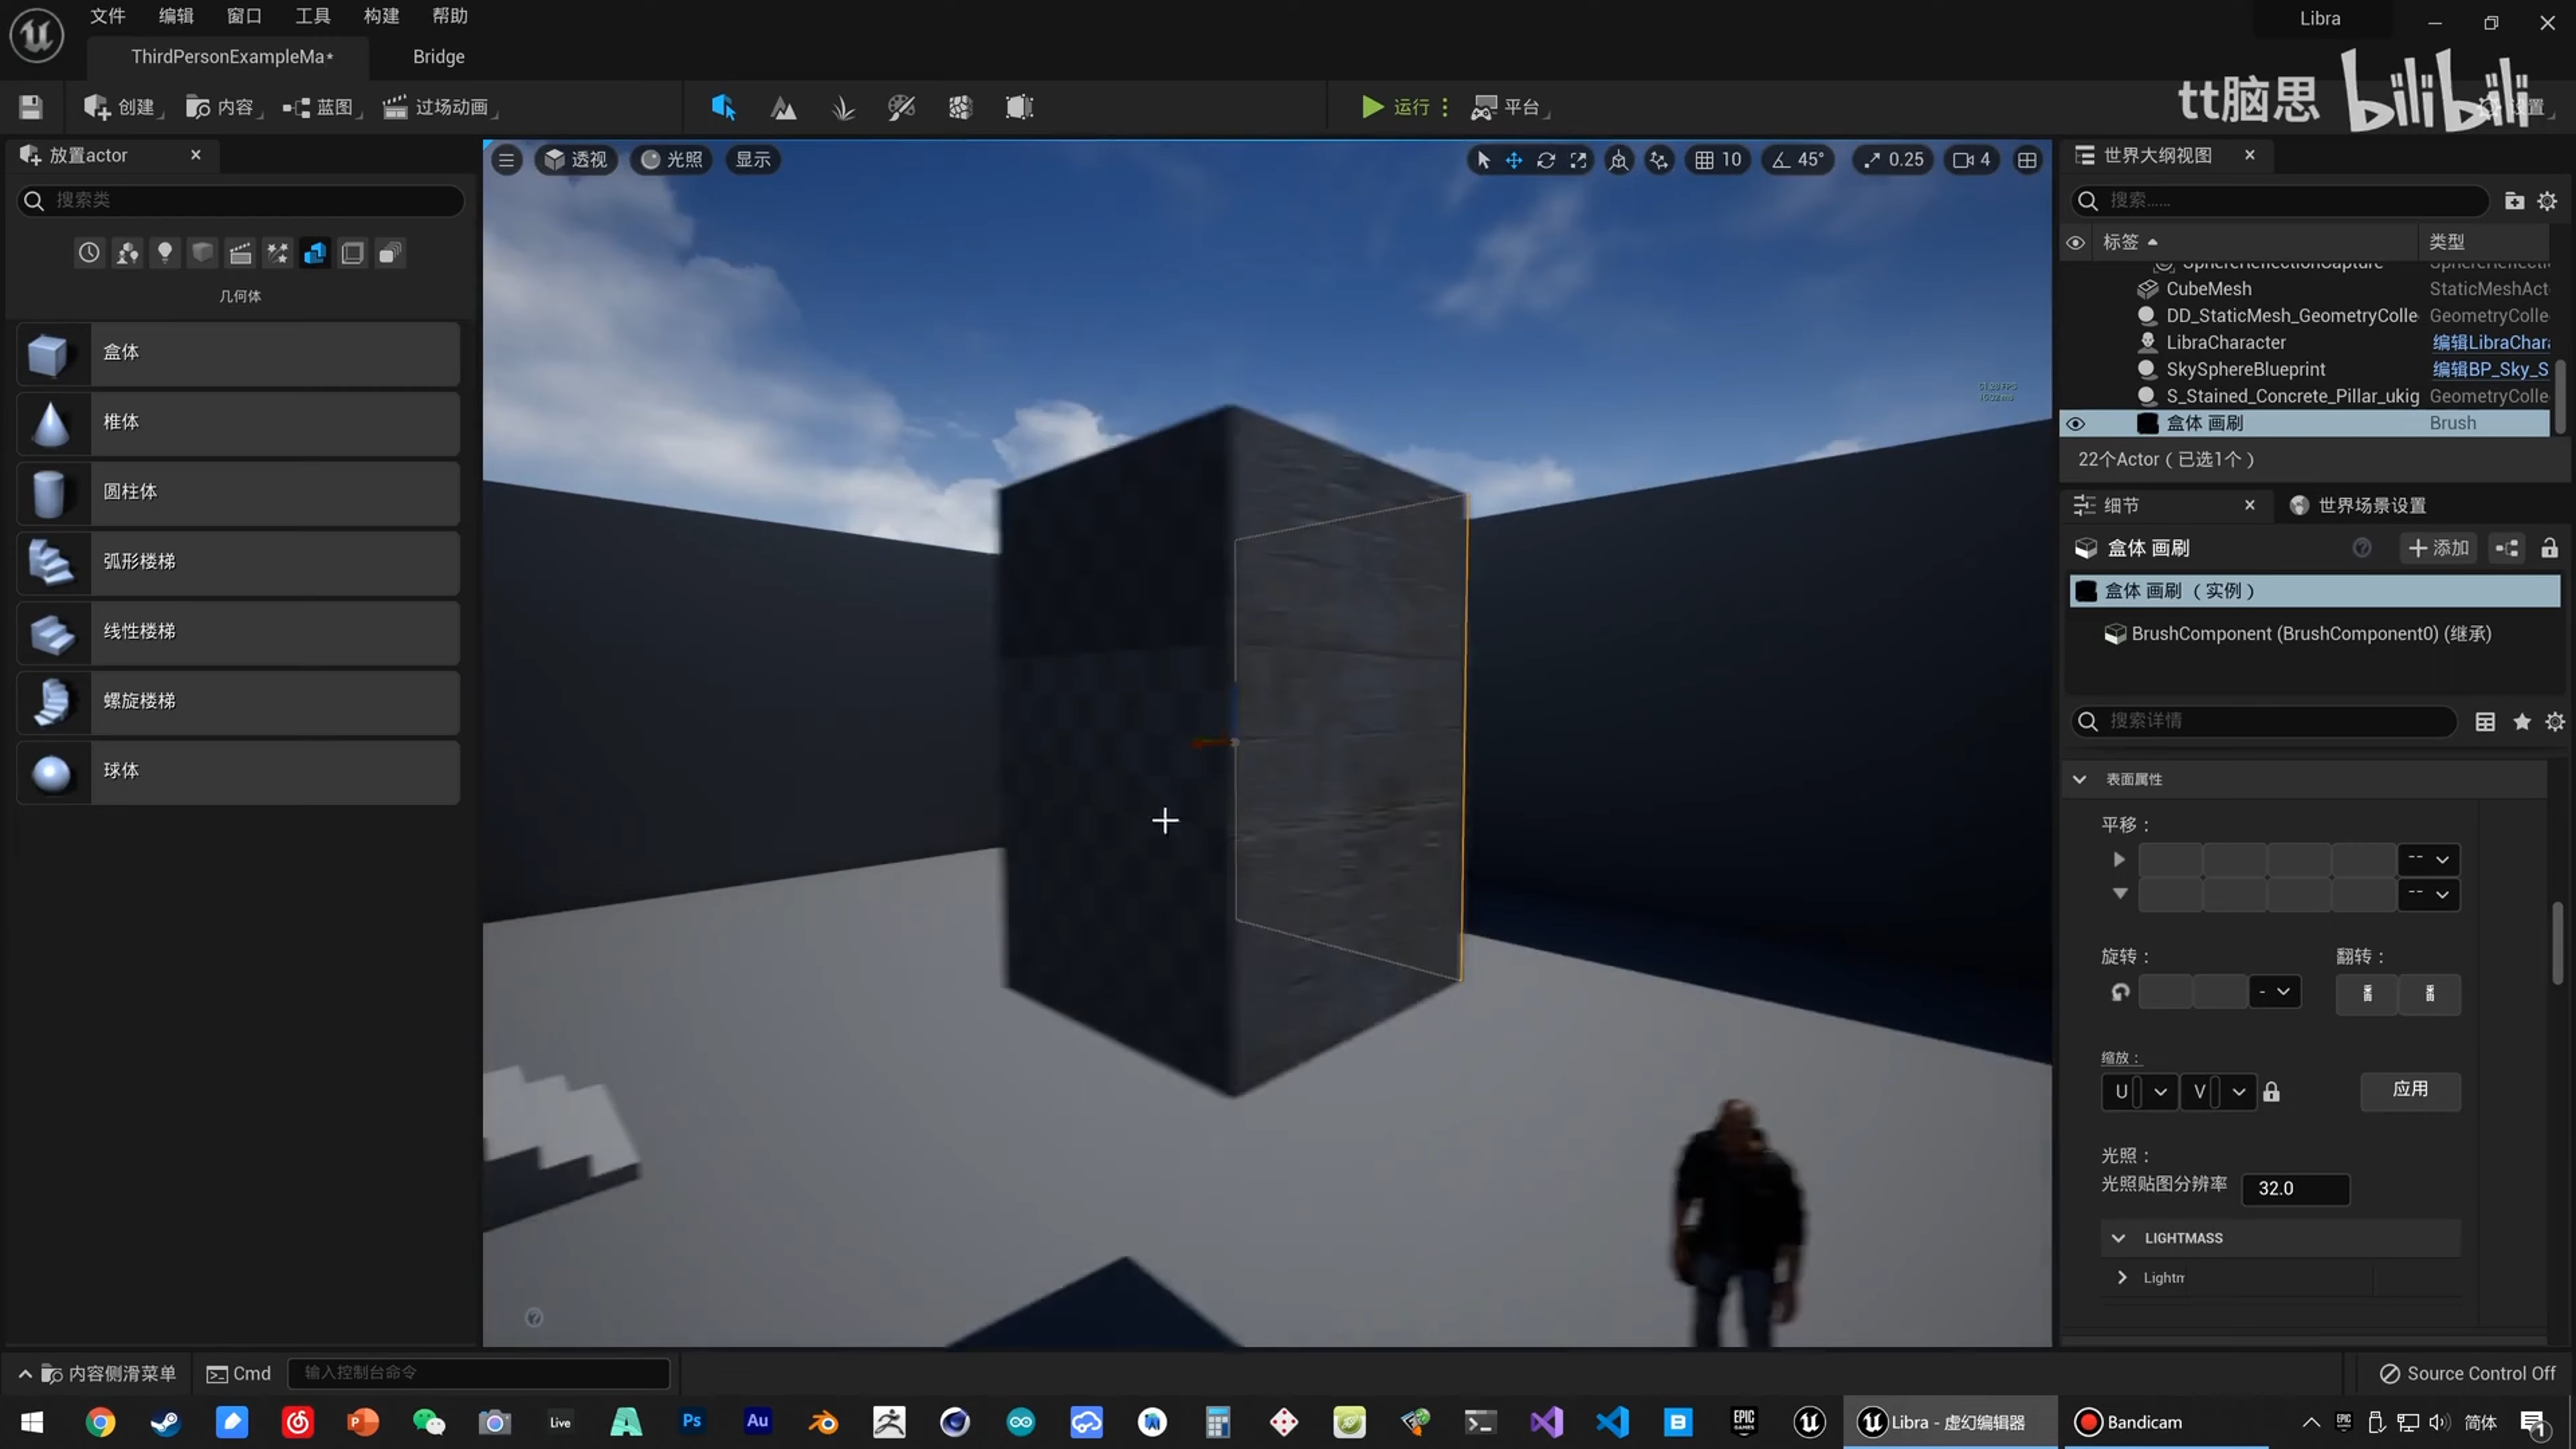 文件 编辑 窗口 工具 构建 帮助
Libra
ThirdPersonExampleMa*
Bridge
tt脑思 bilibili
创建 内容 蓝图 过场动画
运行 平台
置
放置actor
搜索类
几何体
盒体
椎体
圆柱体
弧形楼梯
线性楼梯
螺旋楼梯
球体
透视 光照 显示
10 45° 0.25 4
世界大纲视图
搜索......
标签 类型
SphereReflectionCapture
CubeMesh StaticMeshAct
DD_StaticMesh_GeometryColle GeometryColle
LibraCharacter 编辑LibraChar
SkySphereBlueprint 编辑BP_Sky_S
S_Stained_Concrete_Pillar_ukig GeometryColle
盒体 画刷 Brush
22个Actor（已选1个）
细节 世界场景设置
盒体 画刷 添加
盒体 画刷 （实例）
BrushComponent (BrushComponent0) (继承)
搜索详情
表面属性
平移：
--
--
旋转： 翻转：
-
缩放：
U V 应用
光照：
光照贴图分辨率 32.0
LIGHTMASS
Lightm
内容侧滑菜单 Cmd 输入控制台命令
Source Control Off
Live Ps Au EPIC GAMES
Libra - 虚幻编辑器
Bandicam
简体
1